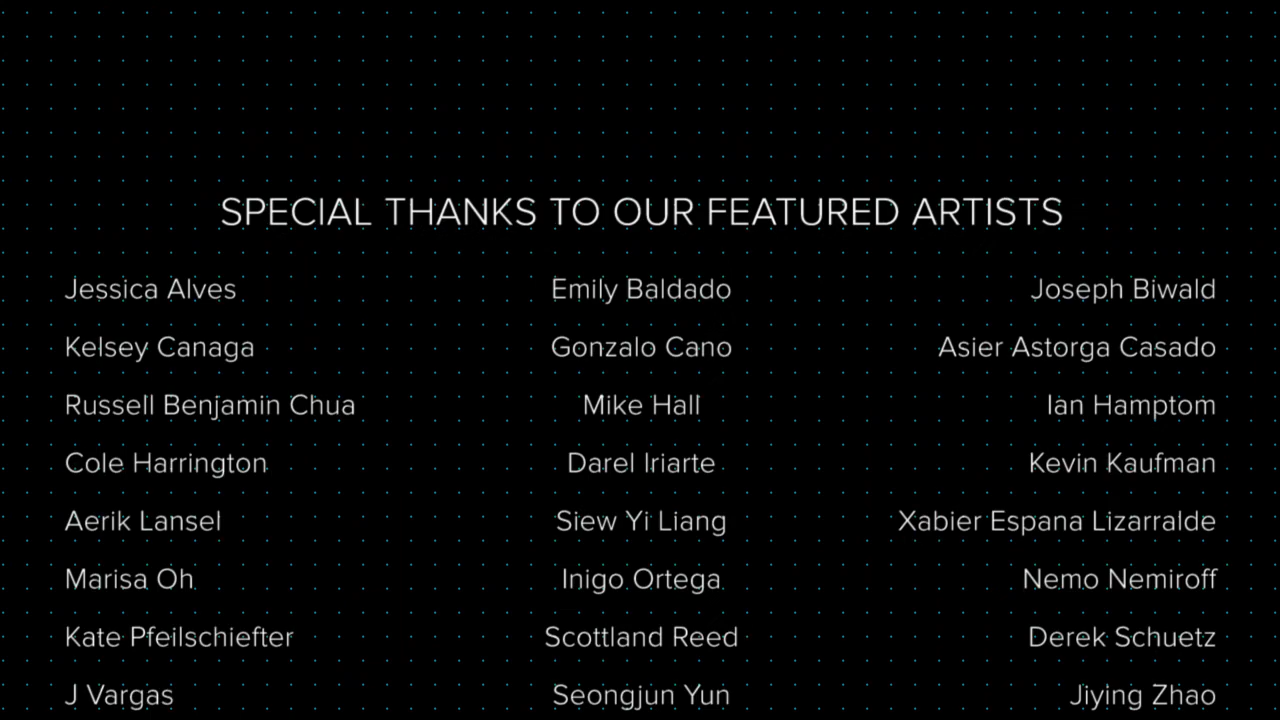 SPECIAL THANKS TO OUR FEATURED ARTISTS
Jessica Alves Emily Baldado Joseph Biwald
Kelsey Canaga Gonzalo Cano Asier Astorga Casado
Russell Benjamin Chua Mike Hall Ian Hamptom
Cole Harrington Darel Iriarte Kevin Kaufman
Aerik Lansel Siew Yi Liang Xabier Espana Lizarralde
Marisa Oh Inigo Ortega Nemo Nemiroff
Kate Pfeilschiefter Scottland Reed Derek Schuetz
J Vargas Seongjun Yun Jiying Zhao